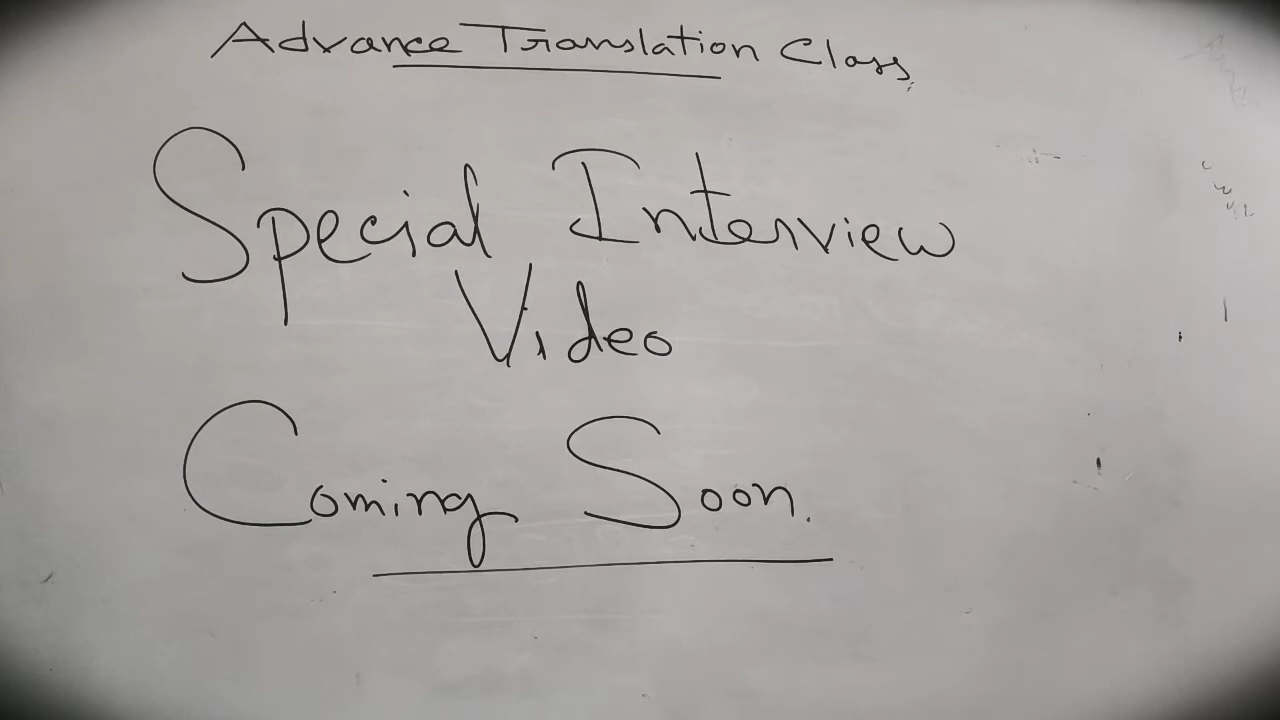 Advance Translation Class
Special Interview
Video
Coming Soon.